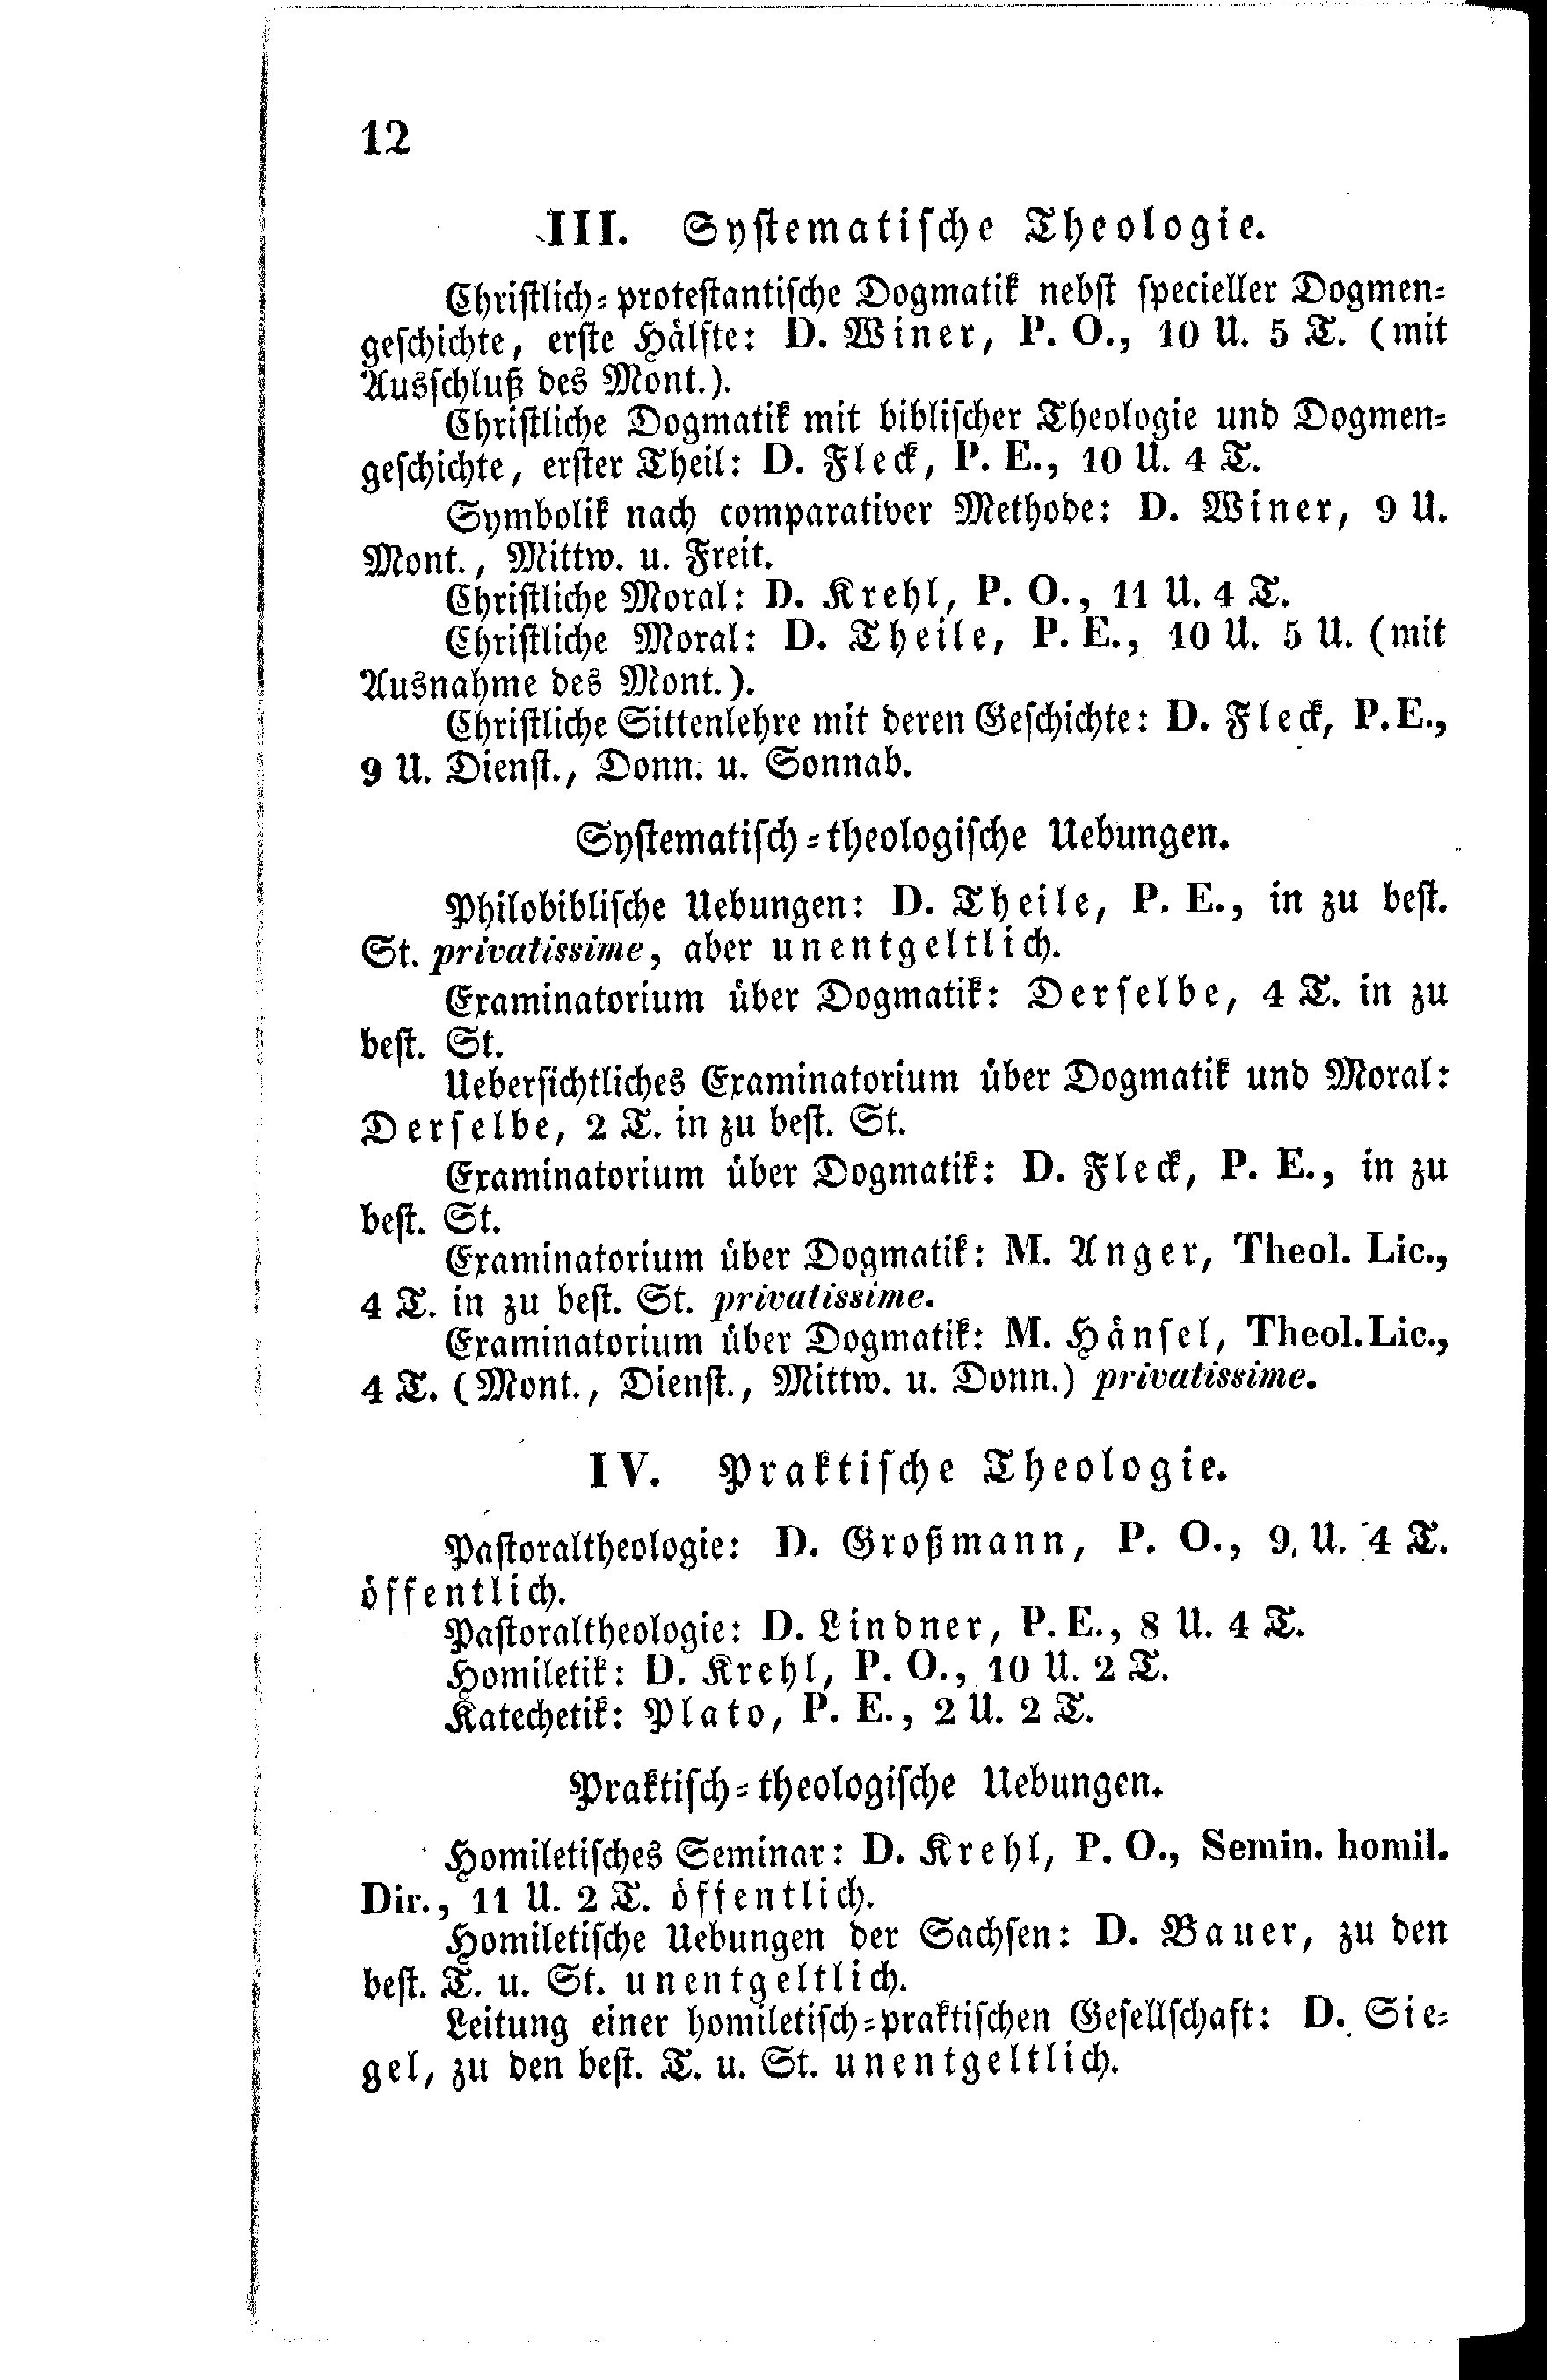 12
III. Systematische Theologie.
Christlich-protestantische Dogmatik nebst specieller Dogmen-
geschichte, erste Hälfte: D. Winer, P. O., 10 U. 5 T. (mit
Ausschluß des Mont.).
Christliche Dogmatik mit biblischer Theologie und Dogmen-
geschichte, erster Theil: D. Fleck, P. E., 10 U. 4 T.
Symbolik nach comparativer Methode: D. Winer, 9 U.
Mont., Mittw. u. Freit.
Christliche Moral: D. Krehl, P. O., 11 U. 4 T.
Christliche Moral: D. Theile, P. E., 10 U. 5 U. (mit
Ausnahme des Mont.).
Christliche Sittenlehre mit deren Geschichte: D. Fleck, P. E.,
9 U. Dienst., Donn. u. Sonnab.
Systematisch-theologische Uebungen.
Philobiblische Uebungen: D. Theile, P. E., in zu best.
St. privatissime, aber unentgeltlich.
Examinatorium über Dogmatik: Derselbe, 4 T. in zu
best. St.
Uebersichtliches Examinatorium über Dogmatik und Moral:
Derselbe, 2 T. in zu best. St.
Examinatorium über Dogmatik: D. Fleck, P. E., in zu
best. St.
Examinatorium über Dogmatik: M. Anger, Theol. Lic.,
4 T. in zu best. St. privatissime.
Examinatorium über Dogmatik: M. Hänsel, Theol. Lic.,
4 T. (Mont., Dienst., Mittw. u. Donn.) privatissime.
IV. Praktische Theologie.
Pastoraltheologie: D. Großmann, P. O., 9 U. 4 T.
öffentlich.
Pastoraltheologie: D. Lindner, P. E., 8 U. 4 T.
Homiletik: D. Krehl, P. O., 10 U. 2 T.
Katechetik: Plato, P. E., 2 U. 2 T.
Praktisch-theologische Uebungen.
Homiletisches Seminar: D. Krehl, P. O., Semin. homil.
Dir., 11 U. 2 T. öffentlich.
Homiletische Uebungen der Sachsen: D. Bauer, zu den
best. T. u. St. unentgeltlich.
Leitung einer homiletisch-praktischen Gesellschaft: D. Sie-
gel, zu den best. T. u. St. unentgeltlich.